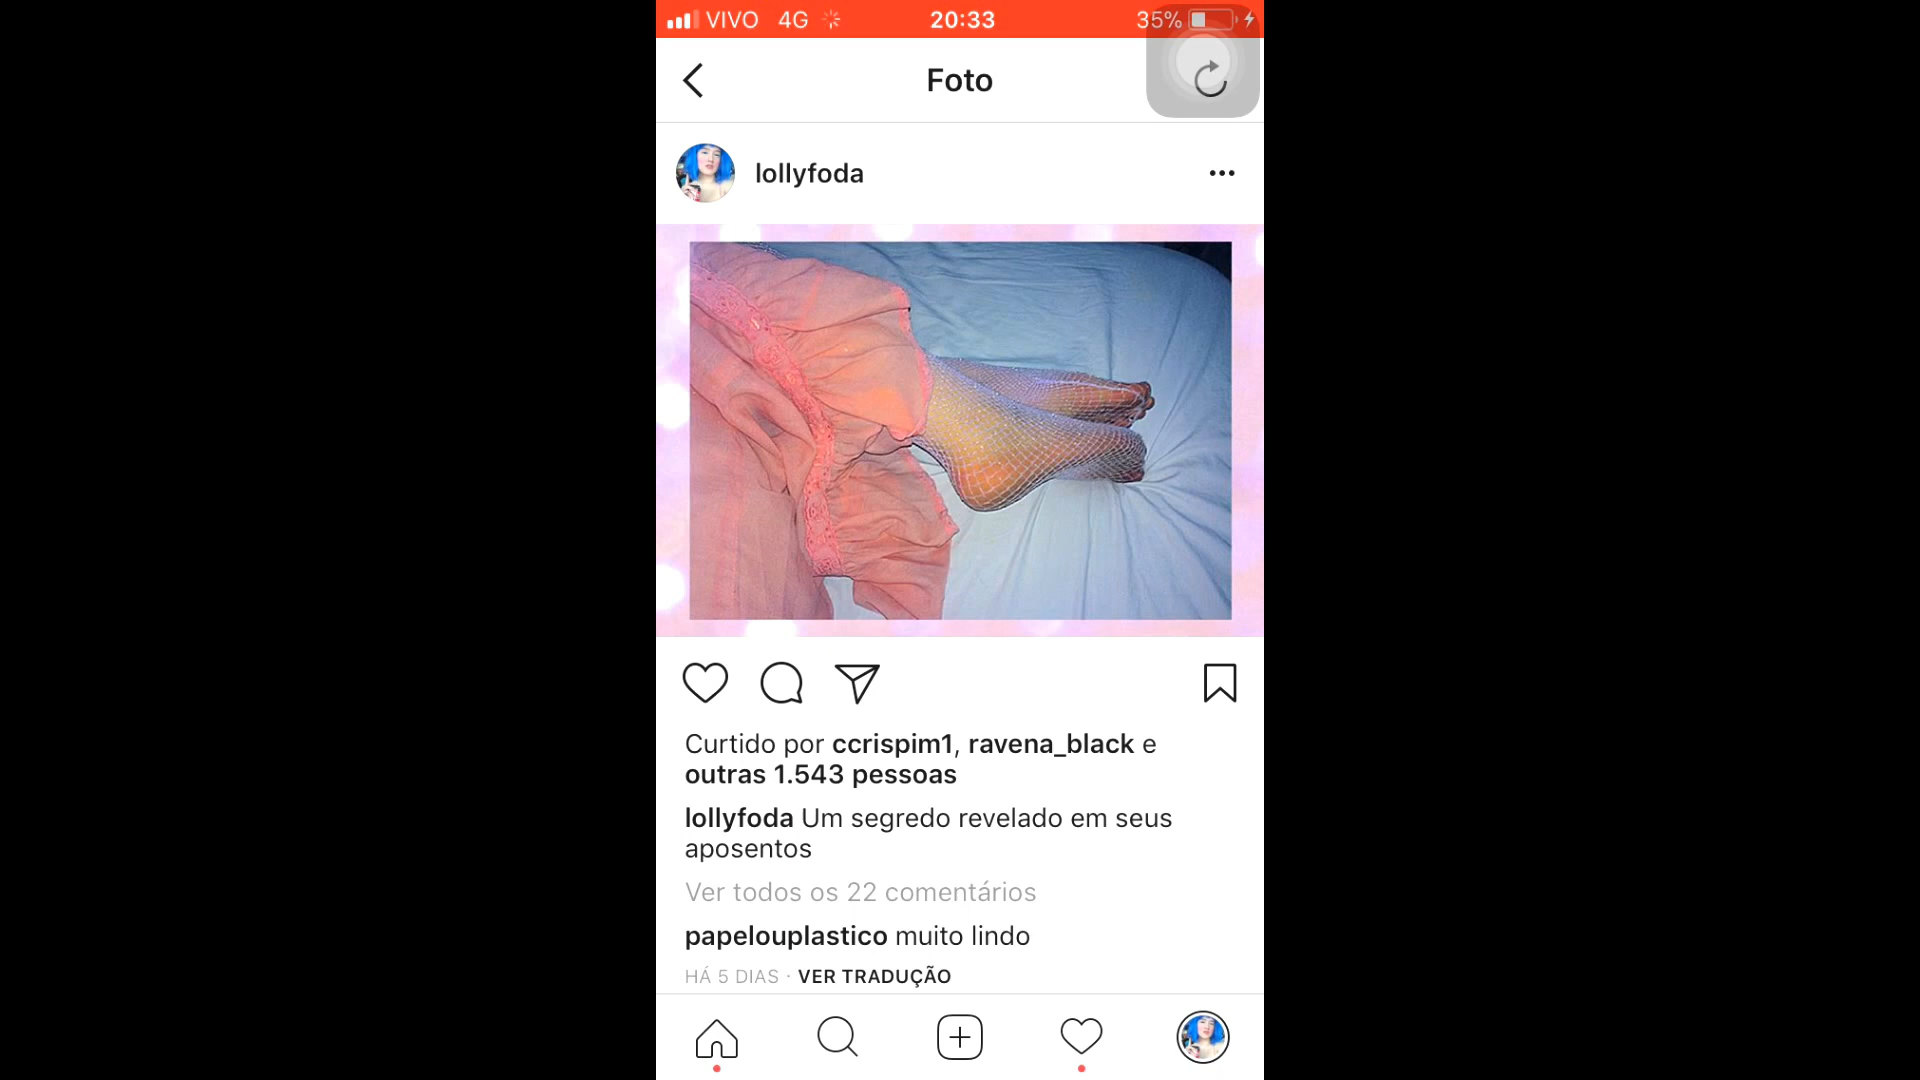 VIVO 4G 20:33 35%
Foto
lollyfoda
Curtido por ccrispim1, ravena_black e
outras 1.543 pessoas
lollyfoda Um segredo revelado em seus
aposentos
Ver todos os 22 comentários
papelouplastico muito lindo
HÁ 5 DIAS · VER TRADUÇÃO